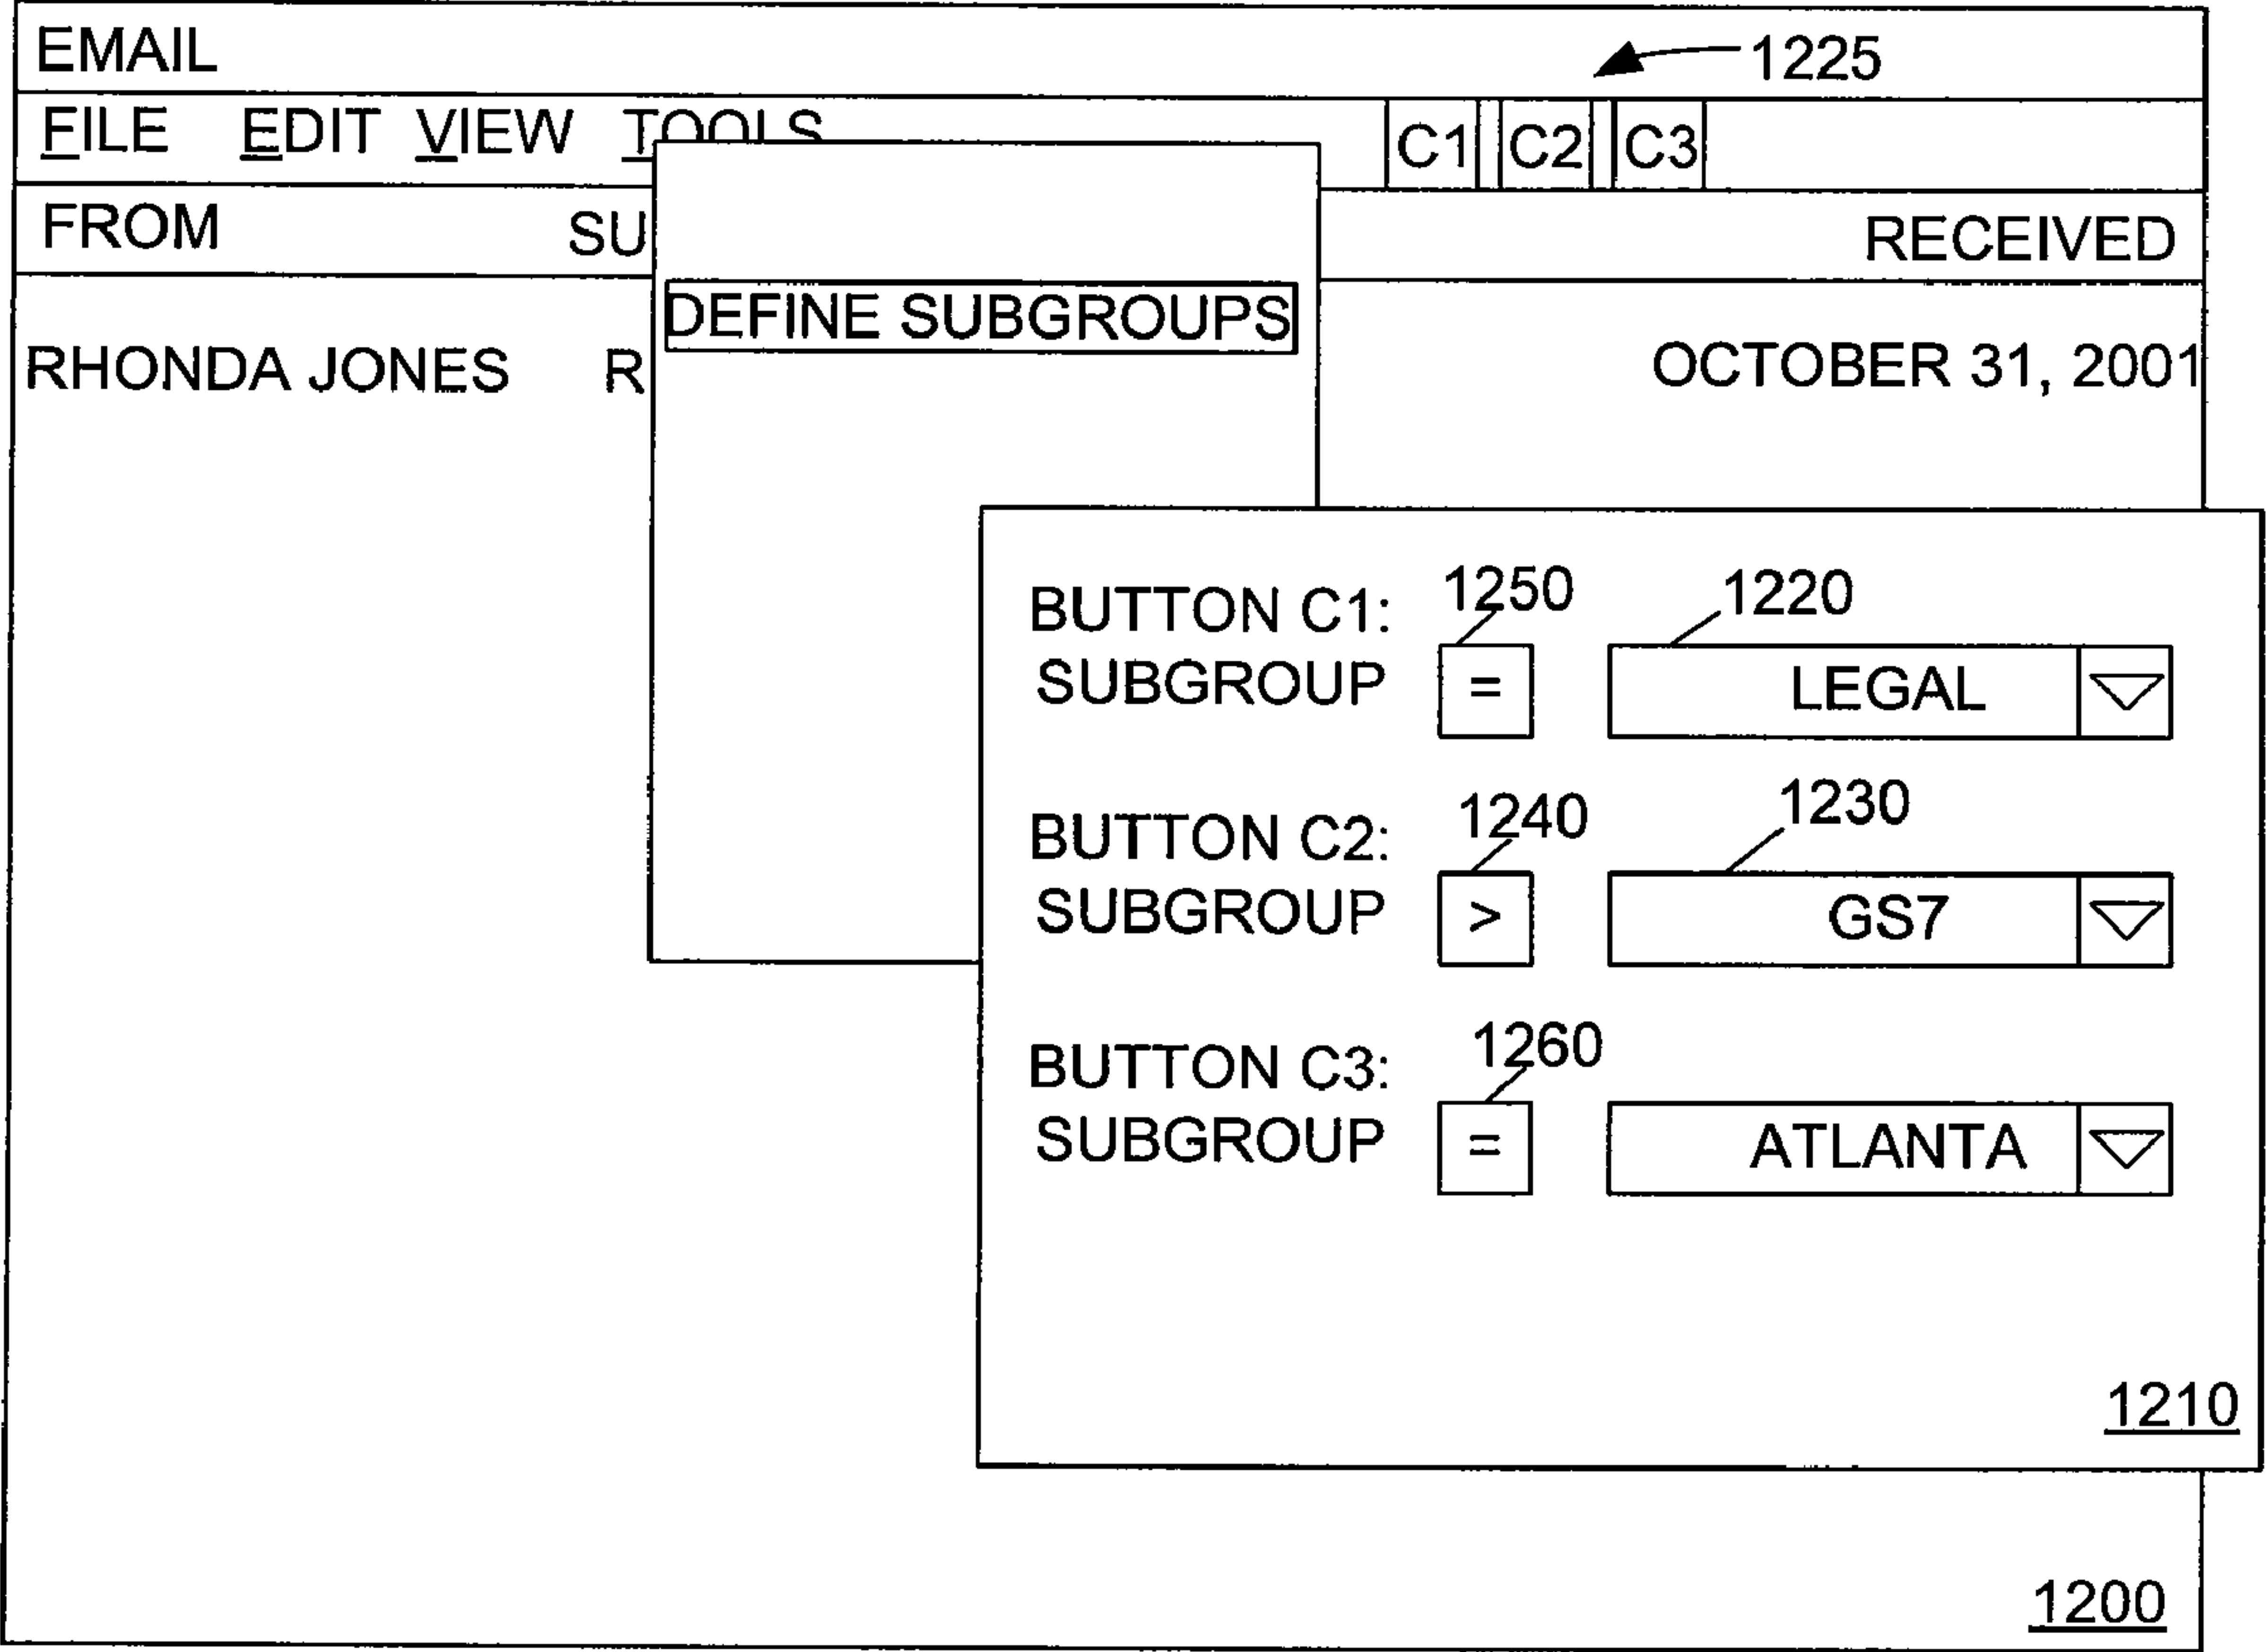 EMAIL
1225
FILE EDIT VIEW TOOLS C1 C2 C3
FROM SU RECEIVED
DEFINE SUBGROUPS
RHONDA JONES R OCTOBER 31, 2001
1250 1220
BUTTON C1:
SUBGROUP = LEGAL
1240 1230
BUTTON C2:
SUBGROUP > GS7
1260
BUTTON C3:
SUBGROUP = ATLANTA
1210
1200